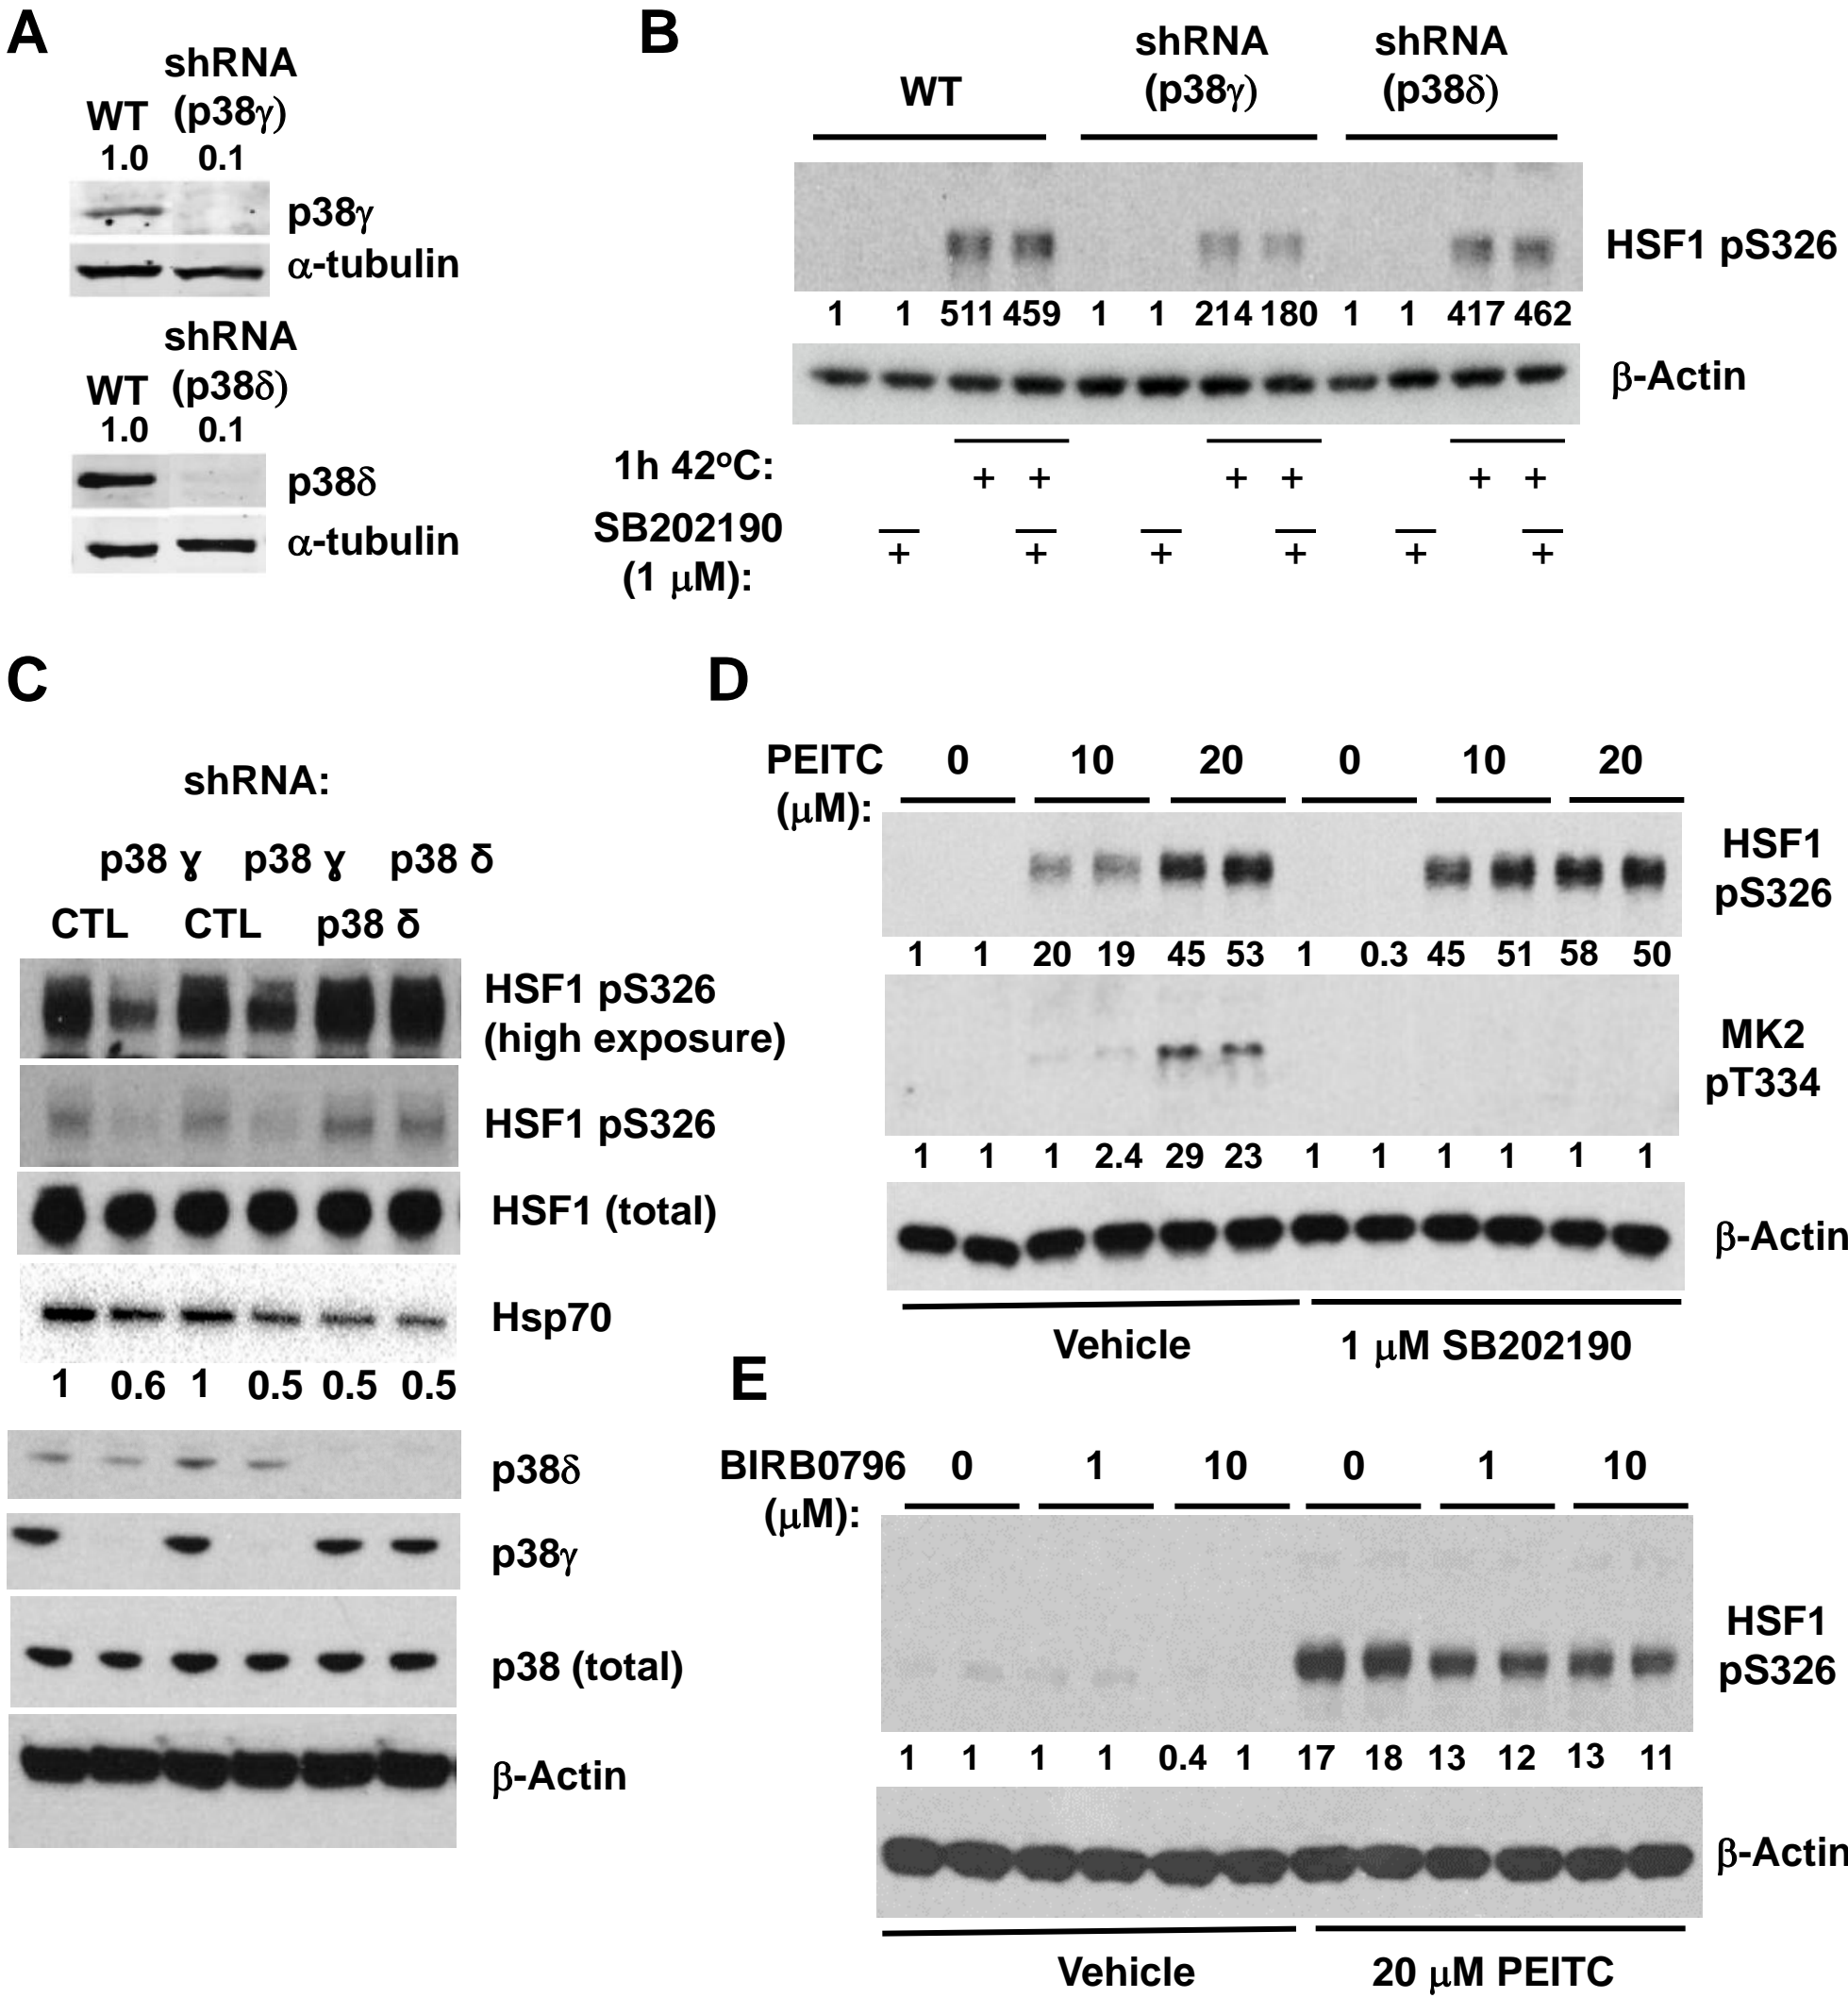 A
shRNA
WT (p38γ)
1.0 0.1
p38γ
α-tubulin
shRNA
WT (p38δ)
1.0 0.1
p38δ
α-tubulin
B
WT shRNA (p38γ) shRNA (p38δ)
HSF1 pS326
1 1 511 459 1 1 214 180 1 1 417 462
β-Actin
1h 42ºC: + + + + + +
SB202190
(1 μM): + + + + + +
C
shRNA:
p38 ɣ p38 ɣ p38 δ
CTL CTL p38 δ
HSF1 pS326
(high exposure)
HSF1 pS326
HSF1 (total)
Hsp70
1 0.6 1 0.5 0.5 0.5
p38δ
p38γ
p38 (total)
β-Actin
D
PEITC 0 10 20 0 10 20
(μM):
HSF1
pS326
1 1 20 19 45 53 1 0.3 45 51 58 50
MK2
pT334
1 1 1 2.4 29 23 1 1 1 1 1 1
β-Actin
Vehicle 1 μM SB202190
E
BIRB0796 0 1 10 0 1 10
(μM):
HSF1
pS326
1 1 1 1 0.4 1 17 18 13 12 13 11
β-Actin
Vehicle 20 μM PEITC